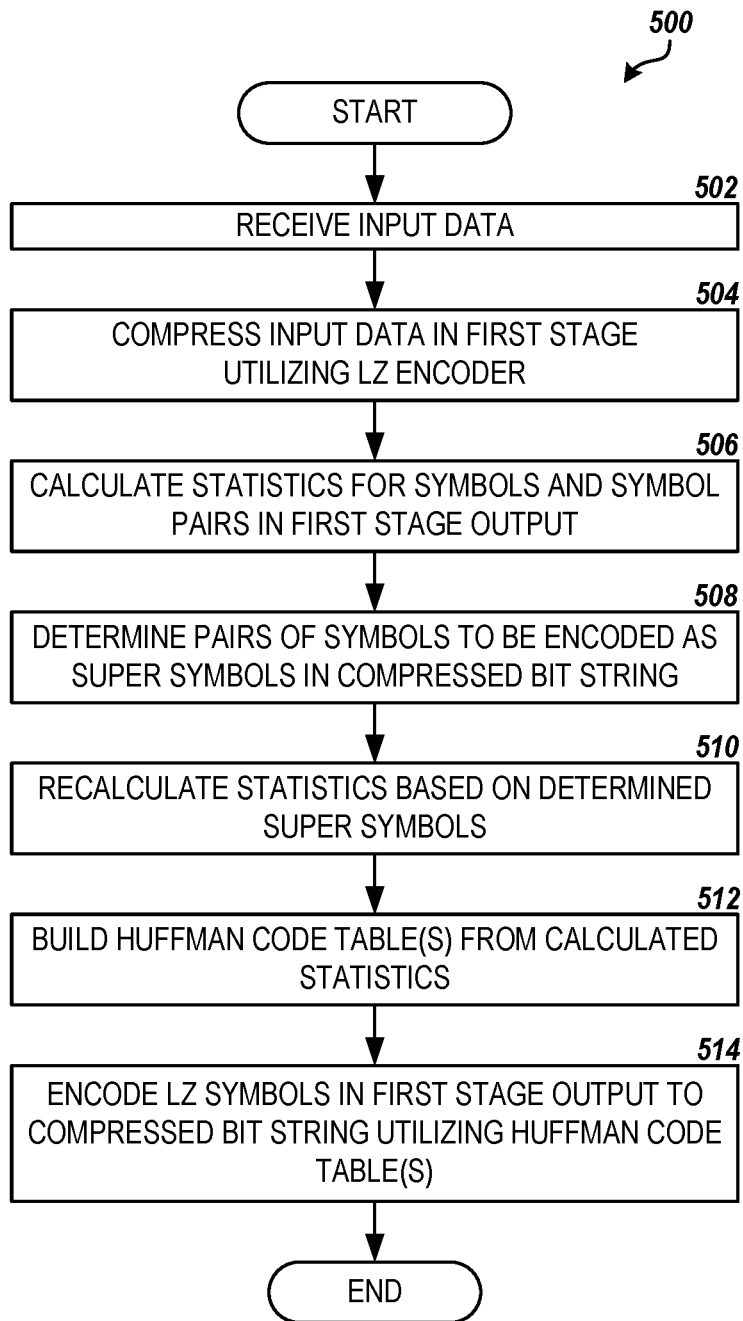 500
START
502
RECEIVE INPUT DATA
504
COMPRESS INPUT DATA IN FIRST STAGE
UTILIZING LZ ENCODER
506
CALCULATE STATISTICS FOR SYMBOLS AND SYMBOL
PAIRS IN FIRST STAGE OUTPUT
508
DETERMINE PAIRS OF SYMBOLS TO BE ENCODED AS
SUPER SYMBOLS IN COMPRESSED BIT STRING
510
RECALCULATE STATISTICS BASED ON DETERMINED
SUPER SYMBOLS
512
BUILD HUFFMAN CODE TABLE(S) FROM CALCULATED
STATISTICS
514
ENCODE LZ SYMBOLS IN FIRST STAGE OUTPUT TO
COMPRESSED BIT STRING UTILIZING HUFFMAN CODE
TABLE(S)
END